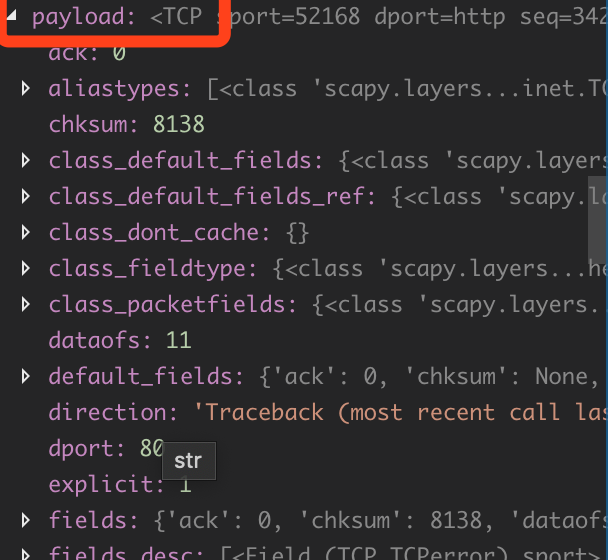 payload: <TCP sport=52168 dport=http seq=342
ack: 0
aliastypes: [<class 'scapy.layers...inet.TC
chksum: 8138
class_default_fields: {<class 'scapy.layers
class_default_fields_ref: {<class 'scapy.la
class_dont_cache: {}
class_fieldtype: {<class 'scapy.layers...he
class_packetfields: {<class 'scapy.layers.
dataofs: 11
default_fields: {'ack': 0, 'chksum': None,
direction: 'Traceback (most recent call las
dport: 80
str
explicit: 1
fields: {'ack': 0, 'chksum': 8138, 'dataofs
fields_desc: [<Field (TCP,TCPerror).sport>,